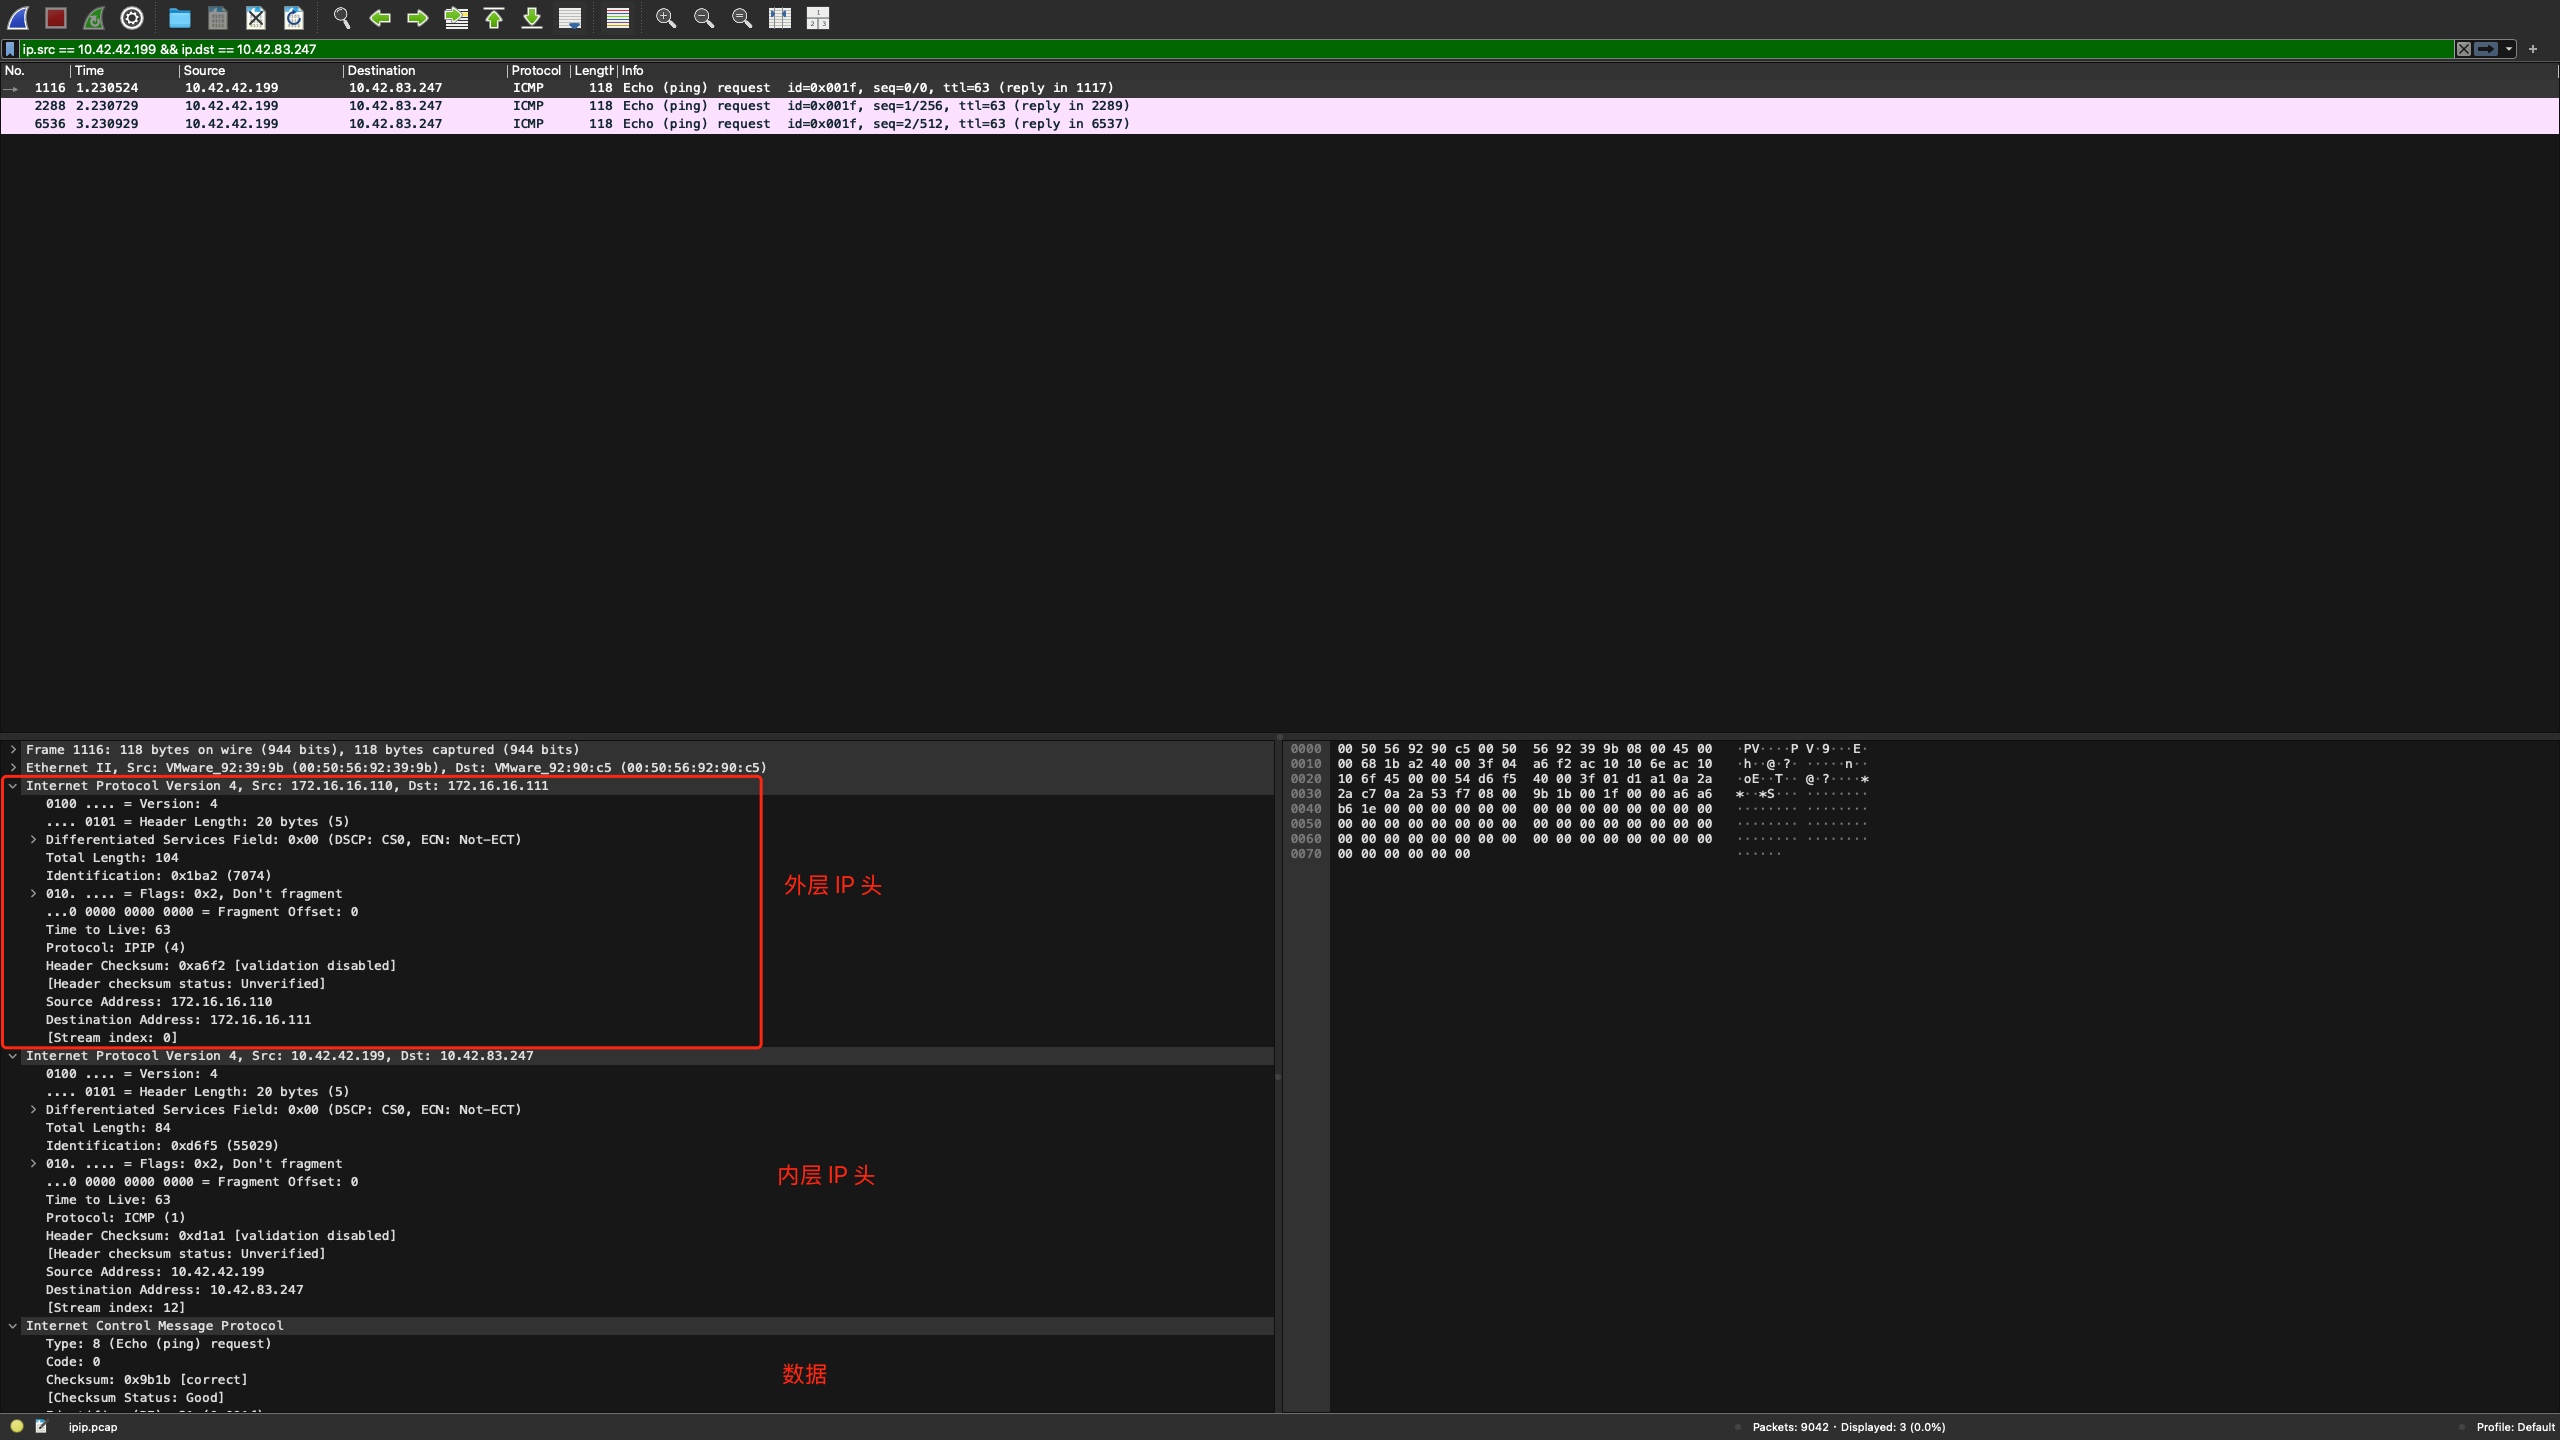 ip.src == 10.42.42.199 && ip.dst == 10.42.83.247
No. Time Source Destination Protocol Length Info
1116 1.230524 10.42.42.199 10.42.83.247 ICMP 118 Echo (ping) request id=0x001f, seq=0/0, ttl=63 (reply in 1117)
2288 2.230729 10.42.42.199 10.42.83.247 ICMP 118 Echo (ping) request id=0x001f, seq=1/256, ttl=63 (reply in 2289)
6536 3.230929 10.42.42.199 10.42.83.247 ICMP 118 Echo (ping) request id=0x001f, seq=2/512, ttl=63 (reply in 6537)
Frame 1116: 118 bytes on wire (944 bits), 118 bytes captured (944 bits)
Ethernet II, Src: VMware_92:39:9b (00:50:56:92:39:9b), Dst: VMware_92:90:c5 (00:50:56:92:90:c5)
Internet Protocol Version 4, Src: 172.16.16.110, Dst: 172.16.16.111
0100 .... = Version: 4
.... 0101 = Header Length: 20 bytes (5)
Differentiated Services Field: 0x00 (DSCP: CS0, ECN: Not-ECT)
Total Length: 104
Identification: 0x1ba2 (7074)
010. .... = Flags: 0x2, Don't fragment
...0 0000 0000 0000 = Fragment Offset: 0
Time to Live: 63
Protocol: IPIP (4)
Header Checksum: 0xa6f2 [validation disabled]
[Header checksum status: Unverified]
Source Address: 172.16.16.110
Destination Address: 172.16.16.111
[Stream index: 0]
外层 IP 头
Internet Protocol Version 4, Src: 10.42.42.199, Dst: 10.42.83.247
0100 .... = Version: 4
.... 0101 = Header Length: 20 bytes (5)
Differentiated Services Field: 0x00 (DSCP: CS0, ECN: Not-ECT)
Total Length: 84
Identification: 0xd6f5 (55029)
010. .... = Flags: 0x2, Don't fragment
...0 0000 0000 0000 = Fragment Offset: 0
Time to Live: 63
Protocol: ICMP (1)
Header Checksum: 0xd1a1 [validation disabled]
[Header checksum status: Unverified]
Source Address: 10.42.42.199
Destination Address: 10.42.83.247
[Stream index: 12]
内层 IP 头
Internet Control Message Protocol
Type: 8 (Echo (ping) request)
Code: 0
Checksum: 0x9b1b [correct]
[Checksum Status: Good]
数据
0000 00 50 56 92 90 c5 00 50 56 92 39 9b 08 00 45 00 ·PV····P V·9···E·
0010 00 68 1b a2 40 00 3f 04 a6 f2 ac 10 10 6e ac 10 ·h··@·?· ·····n··
0020 10 6f 45 00 00 54 d6 f5 40 00 3f 01 d1 a1 0a 2a ·oE··T·· @·?····*
0030 2a c7 0a 2a 53 f7 08 00 9b 1b 00 1f 00 00 a6 a6 *··*S··· ········
0040 b6 1e 00 00 00 00 00 00 00 00 00 00 00 00 00 00 ········ ········
0050 00 00 00 00 00 00 00 00 00 00 00 00 00 00 00 00 ········ ········
0060 00 00 00 00 00 00 00 00 00 00 00 00 00 00 00 00 ········ ········
0070 00 00 00 00 00 00 ······
ipip.pcap
Packets: 9042 · Displayed: 3 (0.0%)
Profile: Default